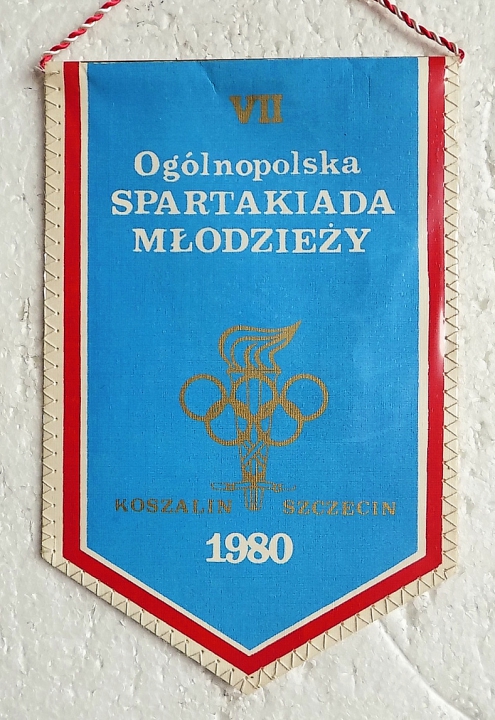 VII
Ogólnopolska
SPARTAKIADA
MŁODZIEŻY
KOSZALIN SZCZECIN
1980